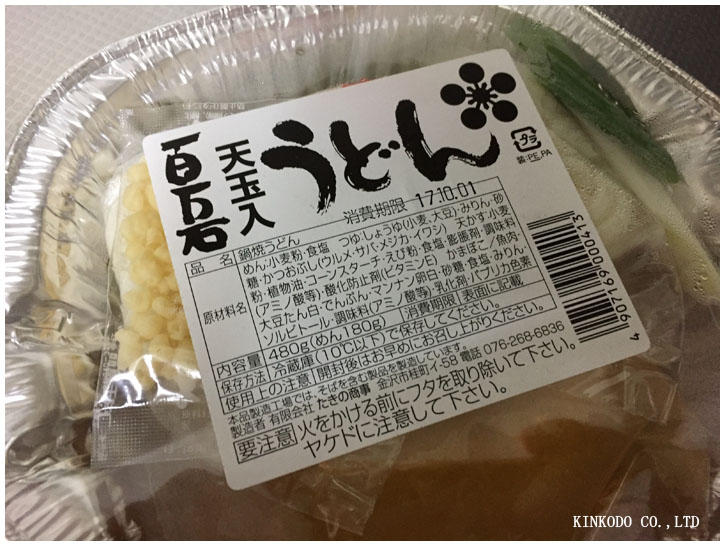 百万石
天玉入
うどん
消費期限 17.10.01
プラ
蓋:PE,PA
品名 鍋焼うどん
原材料名
めん:小麦粉・食塩 つゆ:しょうゆ(小麦、大豆)・みりん・砂
糖・かつおぶし(ウルメ・サバ・メジカ・イワシ) 天かす:小麦
粉・植物油・コーンスターチ・えび粉・食塩・膨脹剤・調味料
(アミノ酸等)・酸化防止剤(ビタミンE) かまぼこ/魚肉・
大豆たん白・でんぷん・マンナン・卵白・砂糖・食塩・みりん・
ソルビトール・調味料(アミノ酸等)・乳化剤・パプリカ色素
内容量 480g(めん180g) 消費期限 表面に記載
保存方法 冷蔵庫(10℃以下)で保存してください。
使用上の注意 開封後はお早めにお召し上がりください。
本品製造工場では、そばを含む製品を製造しています。
製造者 有限会社 たきの商事 金沢市桂町イ-58 電話 076-268-6836
要注意 火をかける前にフタを取り除いて下さい。
ヤケドに注意して下さい。
4907691000413
KINKODO CO.,LTD